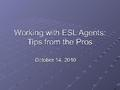 Working with ESL Agents:
Tips from the Pros
October 14, 2010